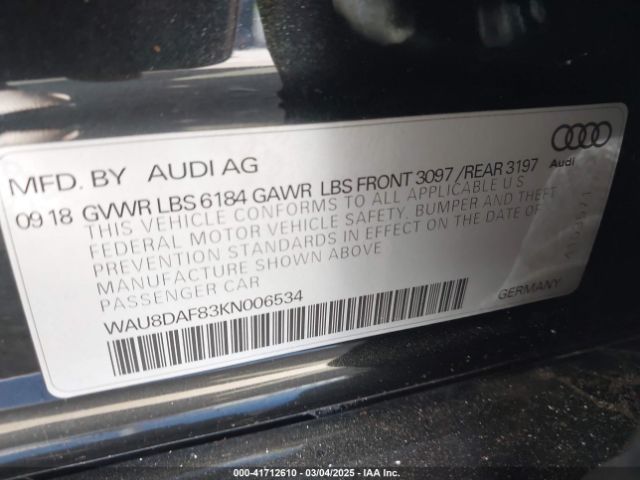 MFD. BY AUDI AG
09 18 GVWR LBS 6184 GAWR LBS FRONT 3097 /REAR 3197
THIS VEHICLE CONFORMS TO ALL APPLICABLE U S
FEDERAL MOTOR VEHICLE SAFETY, BUMPER AND THEFT
PREVENTION STANDARDS IN EFFECT ON THE DATE OF
MANUFACTURE SHOWN ABOVE
PASSENGER CAR
WAU8DAF83KN006534
GERMANY
Audi
000-41712610 | 03/04/2025 | IAA Inc.